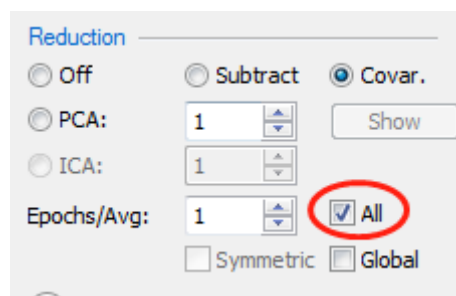 Reduction
Off Subtract Covar.
PCA: 1 Show
ICA: 1
Epochs/Avg: 1 All
Symmetric Global